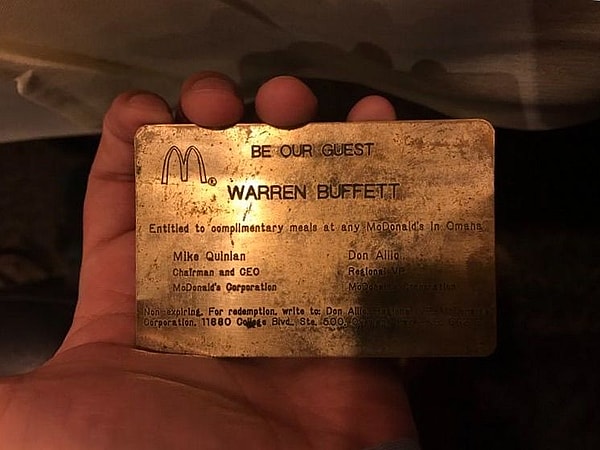 BE OUR GUEST
WARREN BUFFETT
Entitled to complimentary meals at any McDonald's in Omaha
Mike Quinlan Don Allio
Chairman and CEO Regional VP
McDonald's Corporation McDonald's Corporation
Non-expiring. For redemption, write to: Don Allio,
Corporation, 11880 College Blvd., Ste. 500,